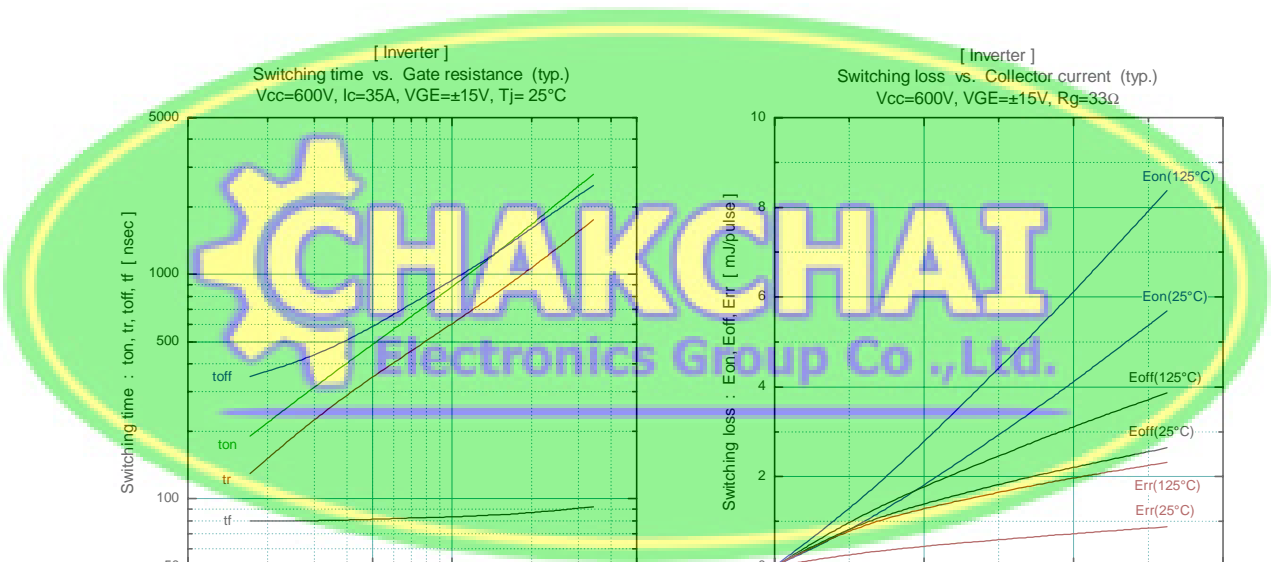 [ Inverter ]
Switching time vs. Gate resistance (typ.)
Vcc=600V, Ic=35A, VGE=±15V, Tj= 25°C
5000
1000
500
100
Switching time : ton, tr, toff, tf [ nsec ]
toff
ton
tr
tf
[ Inverter ]
Switching loss vs. Collector current (typ.)
Vcc=600V, VGE=±15V, Rg=33Ω
10
8
6
4
2
Switching loss : Eon, Eoff, Err [ mJ/pulse ]
Eon(125°C)
Eon(25°C)
Eoff(125°C)
Eoff(25°C)
Err(125°C)
Err(25°C)
CHAKCHAI
Electronics Group Co .,Ltd.